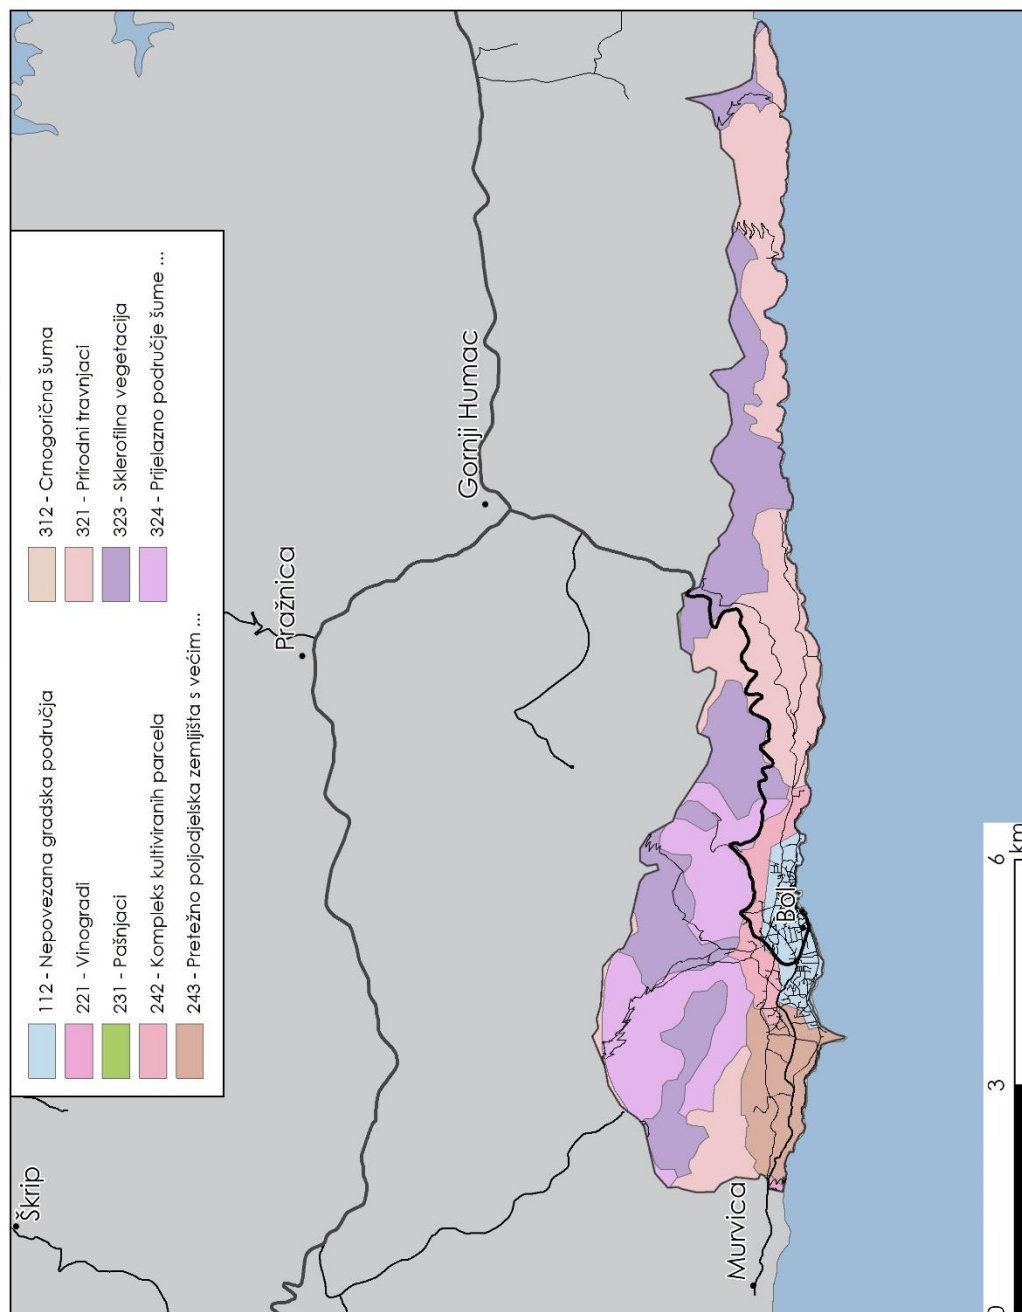 112 - Nepovezana gradska područja
221 - Vinogradi
231 - Pašnjaci
242 - Kompleks kultiviranih parcela
243 - Pretežno poljodjelska zemljišta s većim ...
312 - Crnogorična šuma
321 - Prirodni travnjaci
323 - Sklerofilna vegetacija
324 - Prijelazno područje šume ...
Škrip
Pražnica
Gornji Humac
Murvica
Bol
0
3
6
km